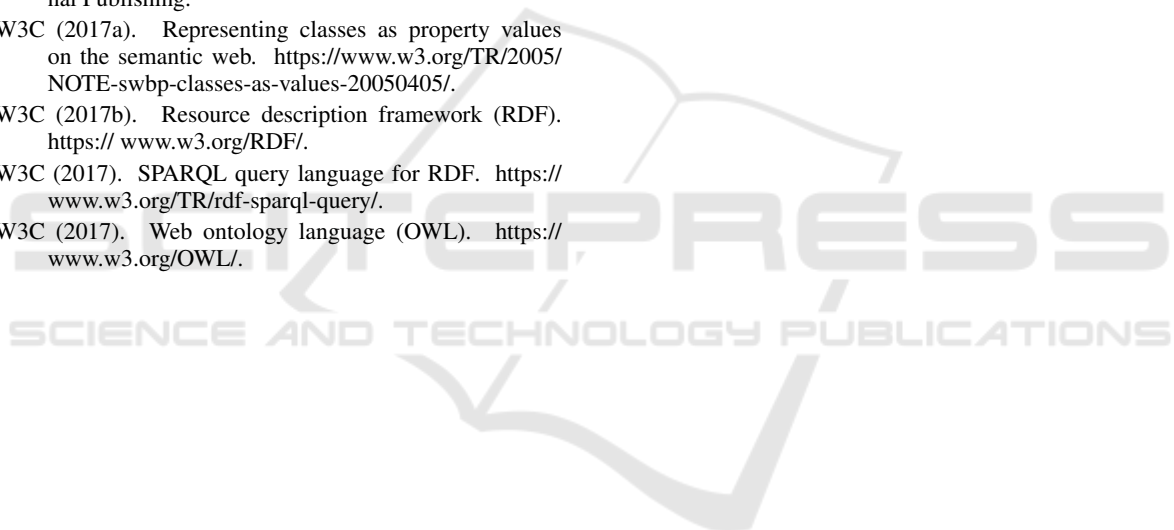 nal Publishing.
W3C (2017a). Representing classes as property values
on the semantic web. https://www.w3.org/TR/2005/
NOTE-swbp-classes-as-values-20050405/.
W3C (2017b). Resource description framework (RDF).
https:// www.w3.org/RDF/.
W3C (2017). SPARQL query language for RDF. https://
www.w3.org/TR/rdf-sparql-query/.
W3C (2017). Web ontology language (OWL). https://
www.w3.org/OWL/.
SCITEPRESS
SCIENCE AND TECHNOLOGY PUBLICATIONS